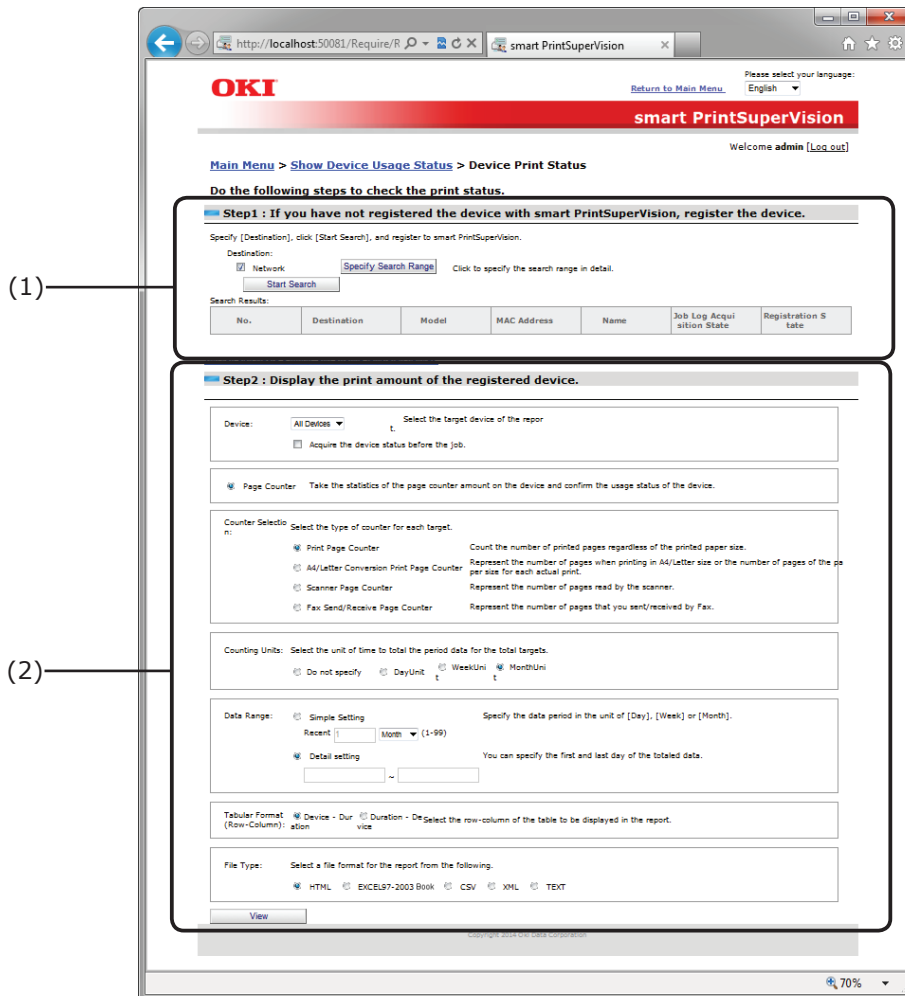 http://localhost:50081/Require/R
smart PrintSuperVision
Please select your language:
OKI
Return to Main Menu
English
smart PrintSuperVision
Welcome admin [Log out]
Main Menu > Show Device Usage Status > Device Print Status
Do the following steps to check the print status.
Step1 : If you have not registered the device with smart PrintSuperVision, register the device.
Specify [Destination], click [Start Search], and register to smart PrintSuperVision.
Destination:
Network
Specify Search Range
Click to specify the search range in detail.
(1)
Start Search
Search Results:
No. Destination Model MAC Address Name Job Log Acqui Registration S
sition State tate
Step2 : Display the print amount of the registered device.
Device: All Devices Select the target device of the repor
t.
Acquire the device status before the job.
Page Counter Take the statistics of the page counter amount on the device and confirm the usage status of the device.
Counter Selectio
n:
Select the type of counter for each target.
Print Page Counter Count the number of printed pages regardless of the printed paper size.
A4/Letter Conversion Print Page Counter Represent the number of pages when printing in A4/Letter size or the number of pages of the pa
per size for each actual print.
Scanner Page Counter Represent the number of pages read by the scanner.
Fax Send/Receive Page Counter Represent the number of pages that you sent/received by Fax.
Counting Units: Select the unit of time to total the period data for the total targets.
(2)
Do not specify DayUnit WeekUni MonthUni
t t
Data Range: Simple Setting Specify the data period in the unit of [Day], [Week] or [Month].
Recent 1 Month (1-99)
Detail setting You can specify the first and last day of the totaled data.
~
Tabular Format Device - Dur Duration - De Select the row-column of the table to be displayed in the report.
(Row-Column): ation vice
File Type: Select a file format for the report from the following.
HTML EXCEL97-2003 Book CSV XML TEXT
View
Copyright 2014 Oki Data Corporation
70%